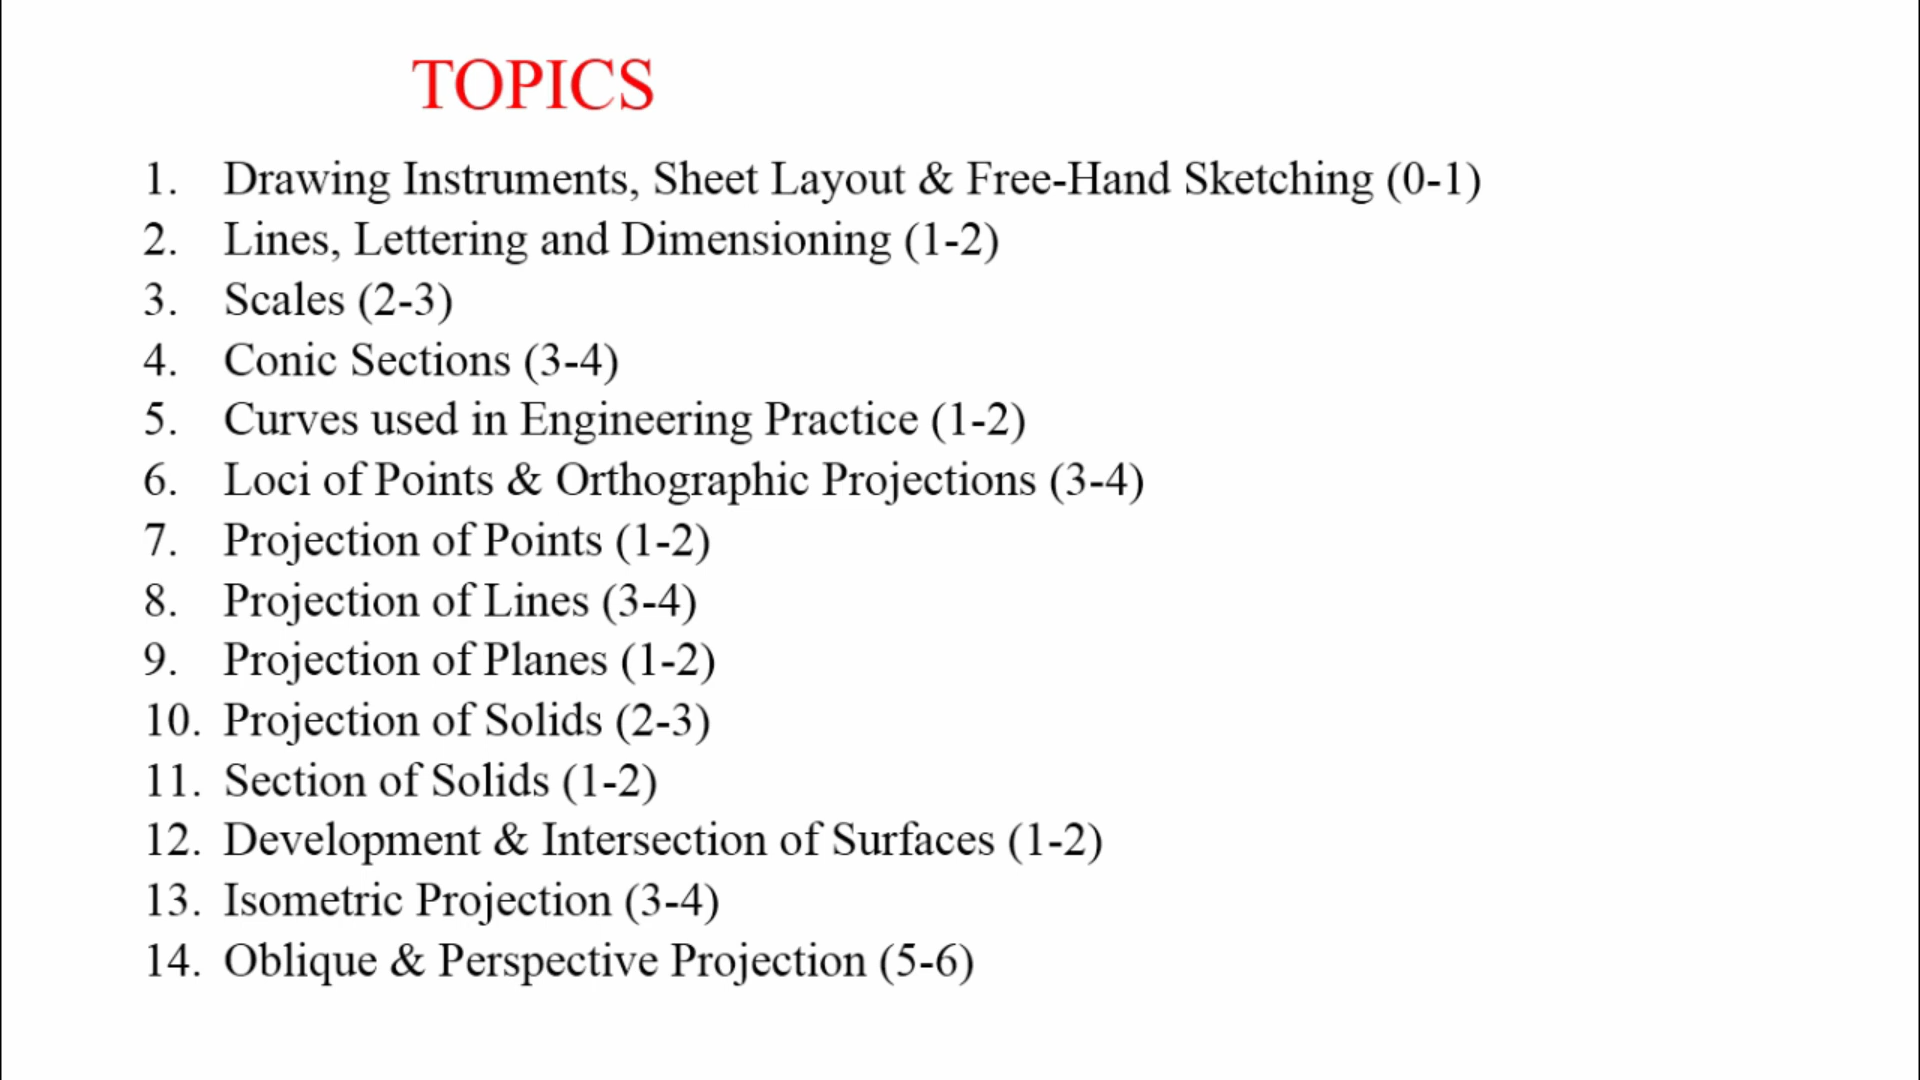 TOPICS
1. Drawing Instruments, Sheet Layout & Free-Hand Sketching (0-1)
2. Lines, Lettering and Dimensioning (1-2)
3. Scales (2-3)
4. Conic Sections (3-4)
5. Curves used in Engineering Practice (1-2)
6. Loci of Points & Orthographic Projections (3-4)
7. Projection of Points (1-2)
8. Projection of Lines (3-4)
9. Projection of Planes (1-2)
10. Projection of Solids (2-3)
11. Section of Solids (1-2)
12. Development & Intersection of Surfaces (1-2)
13. Isometric Projection (3-4)
14. Oblique & Perspective Projection (5-6)